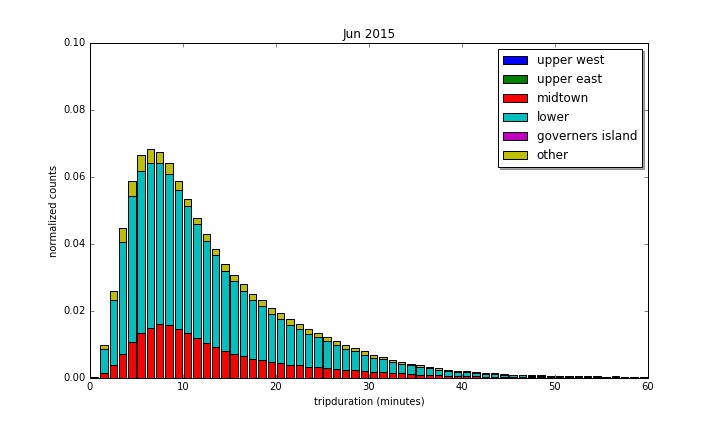 Jun 2015
0.10
0.08
0.06
0.04
0.02
0.00
normalized counts
upper west
upper east
midtown
lower
governers island
other
0 10 20 30 40 50 60
tripduration (minutes)